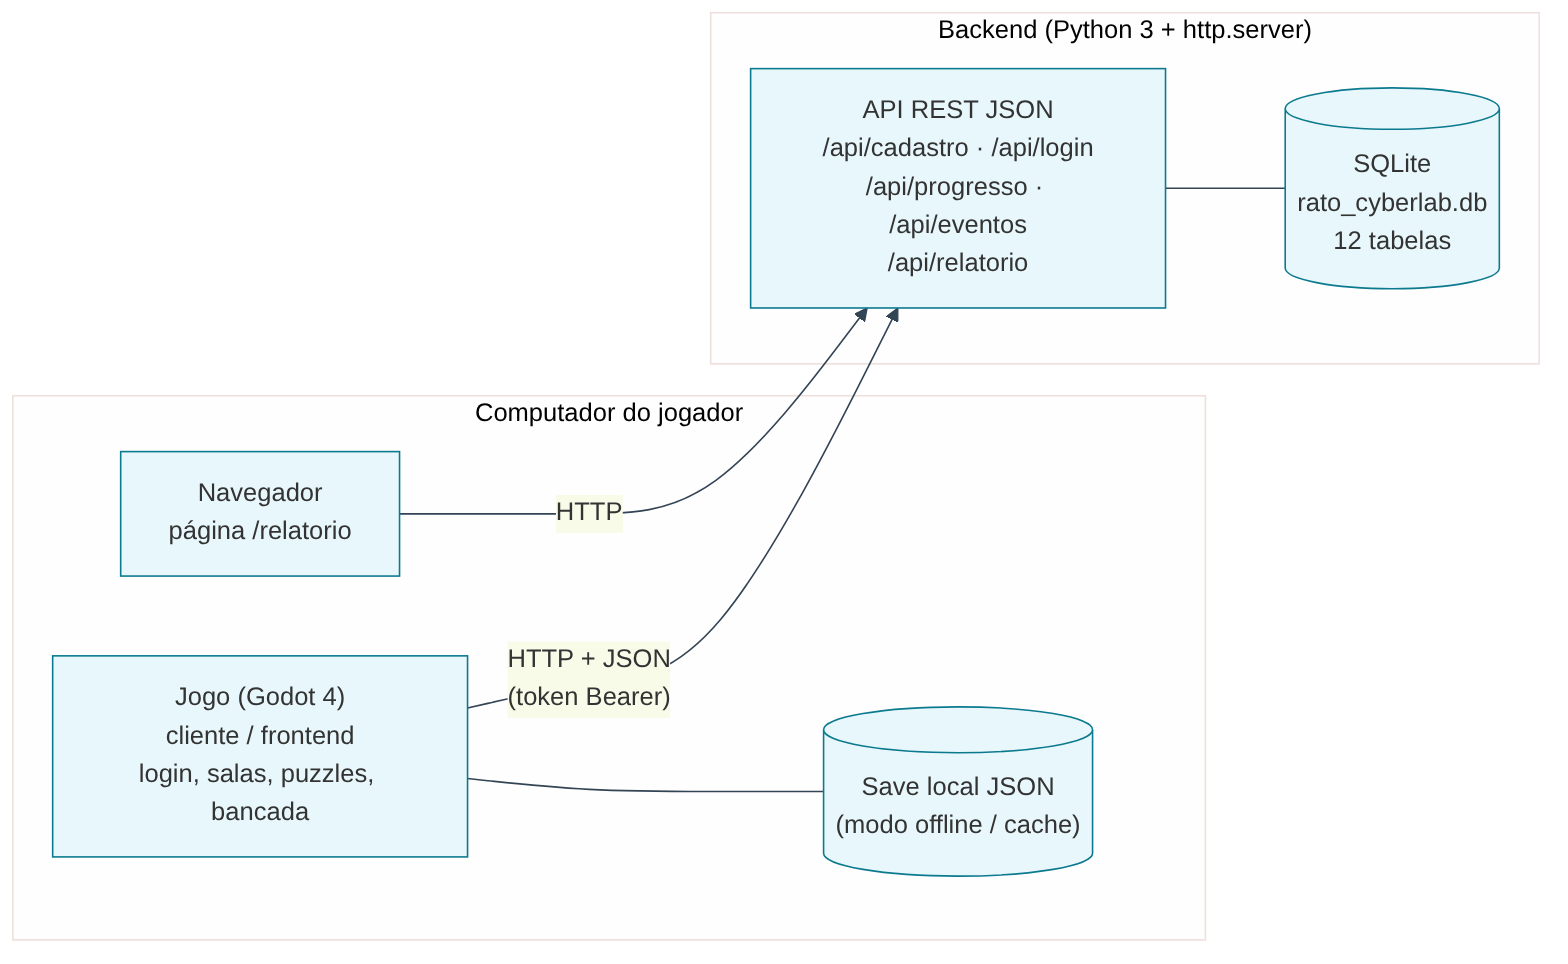 Backend (Python 3 + http.server)
API REST JSON
/api/cadastro · /api/login
/api/progresso ·
/api/eventos
/api/relatorio
SQLite
rato_cyberlab.db
12 tabelas
Computador do jogador
Navegador
página /relatorio
HTTP
Jogo (Godot 4)
cliente / frontend
login, salas, puzzles,
bancada
HTTP + JSON
(token Bearer)
Save local JSON
(modo offline / cache)